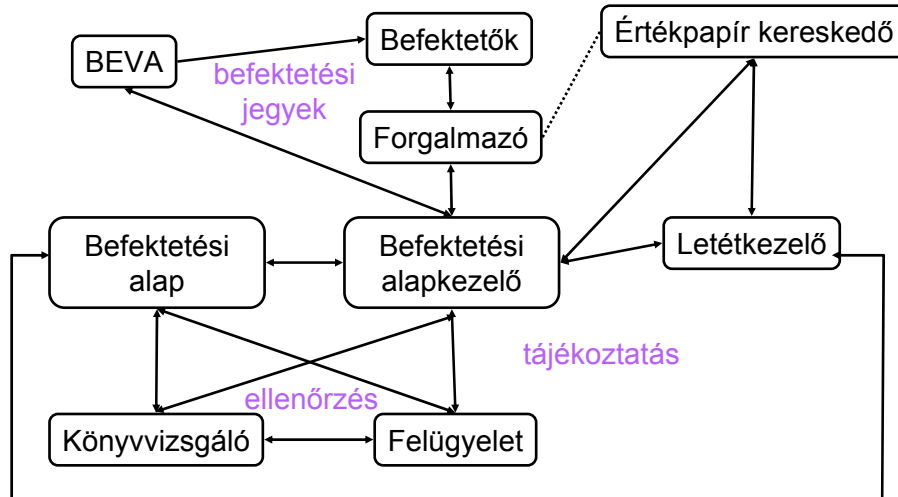 Befektetők
Értékpapír kereskedő
BEVA
befektetési
jegyek
Forgalmazó
Befektetési
alap
Befektetési
alapkezelő
Letétkezelő
tájékoztatás
ellenőrzés
Könyvvizsgáló
Felügyelet